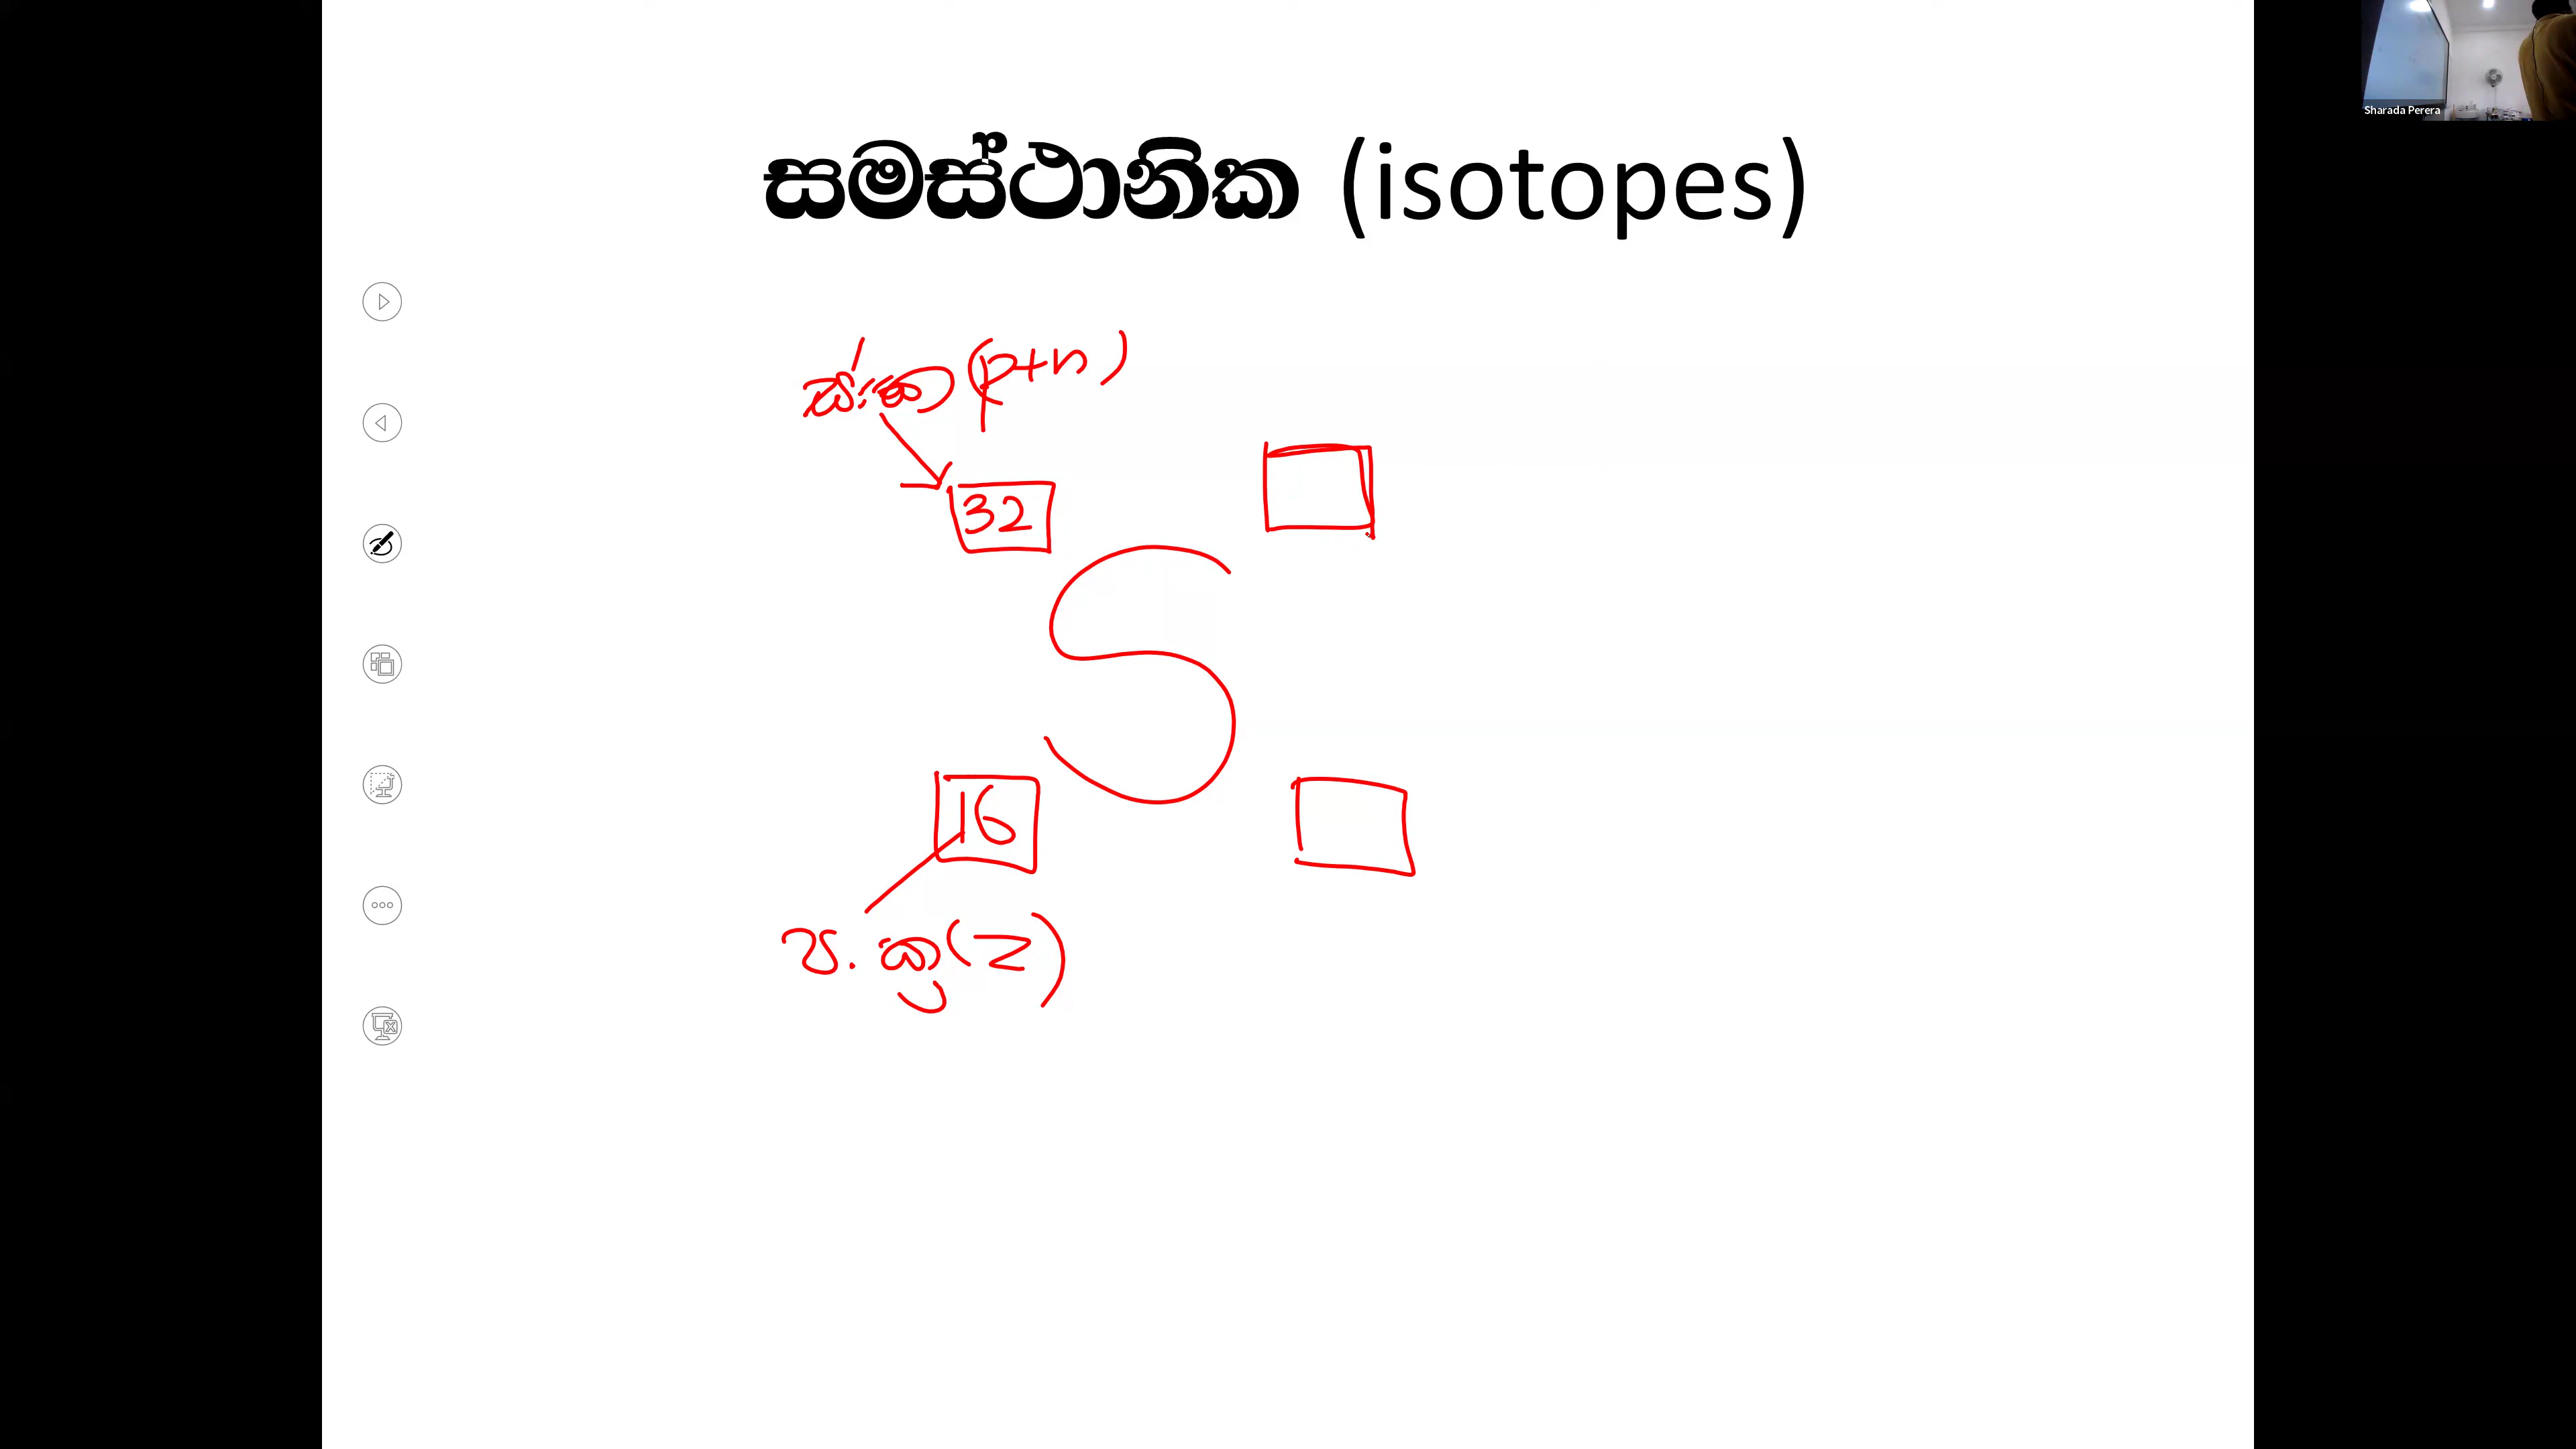 සමස්ථානික (isotopes)
ස්.ක (p+n)
32
S
16
ප. ක්‍ර (Z)
Sharada Perera